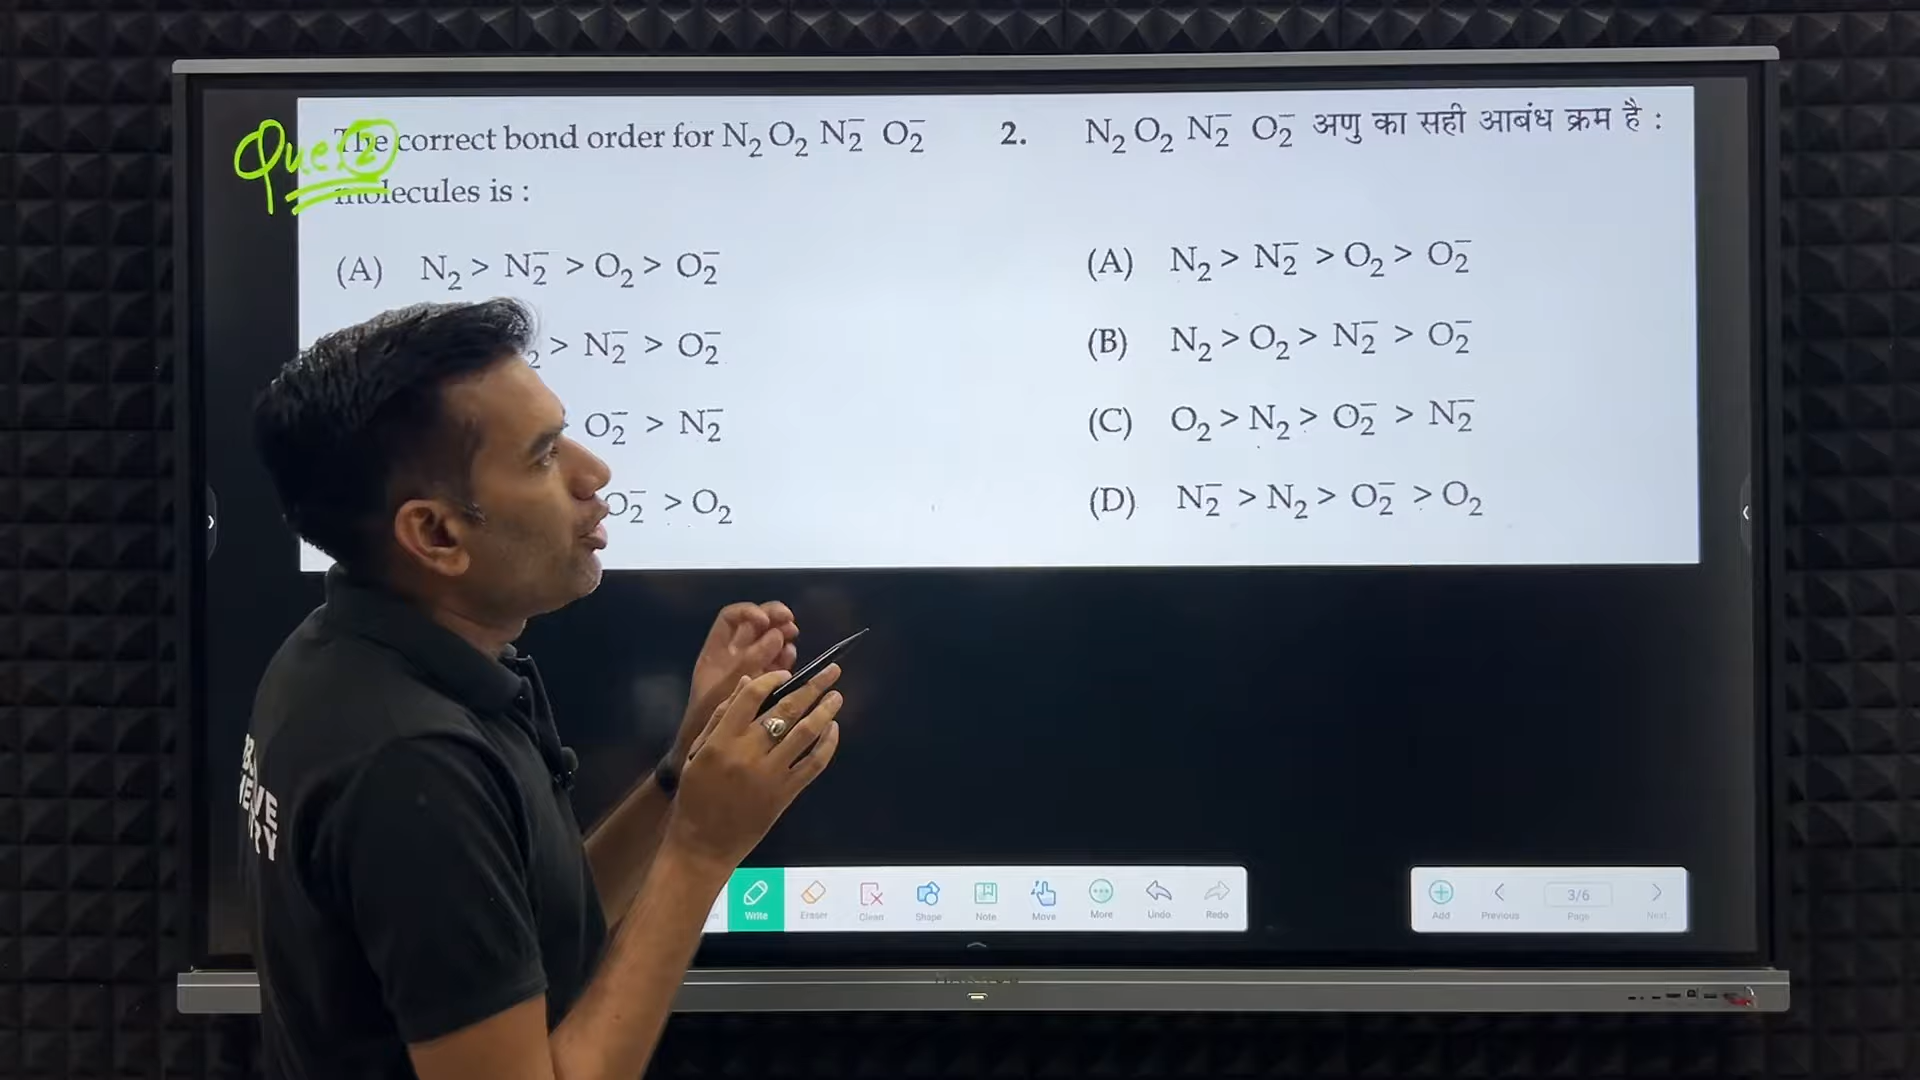 Que: 2
The correct bond order for N₂ O₂ N₂⁻ O₂⁻
molecules is :
(A) N₂ > N₂⁻ > O₂ > O₂⁻
₂ > N₂⁻ > O₂⁻
O₂⁻ > N₂⁻
O₂⁻ > O₂
2. N₂ O₂ N₂⁻ O₂⁻ अणु का सही आबंध क्रम है :
(A) N₂ > N₂⁻ > O₂ > O₂⁻
(B) N₂ > O₂ > N₂⁻ > O₂⁻
(C) O₂ > N₂ > O₂⁻ > N₂⁻
(D) N₂⁻ > N₂ > O₂⁻ > O₂
Write Eraser Clean Shape Note Move More Undo Redo
Add Previous 3/6 Page Next